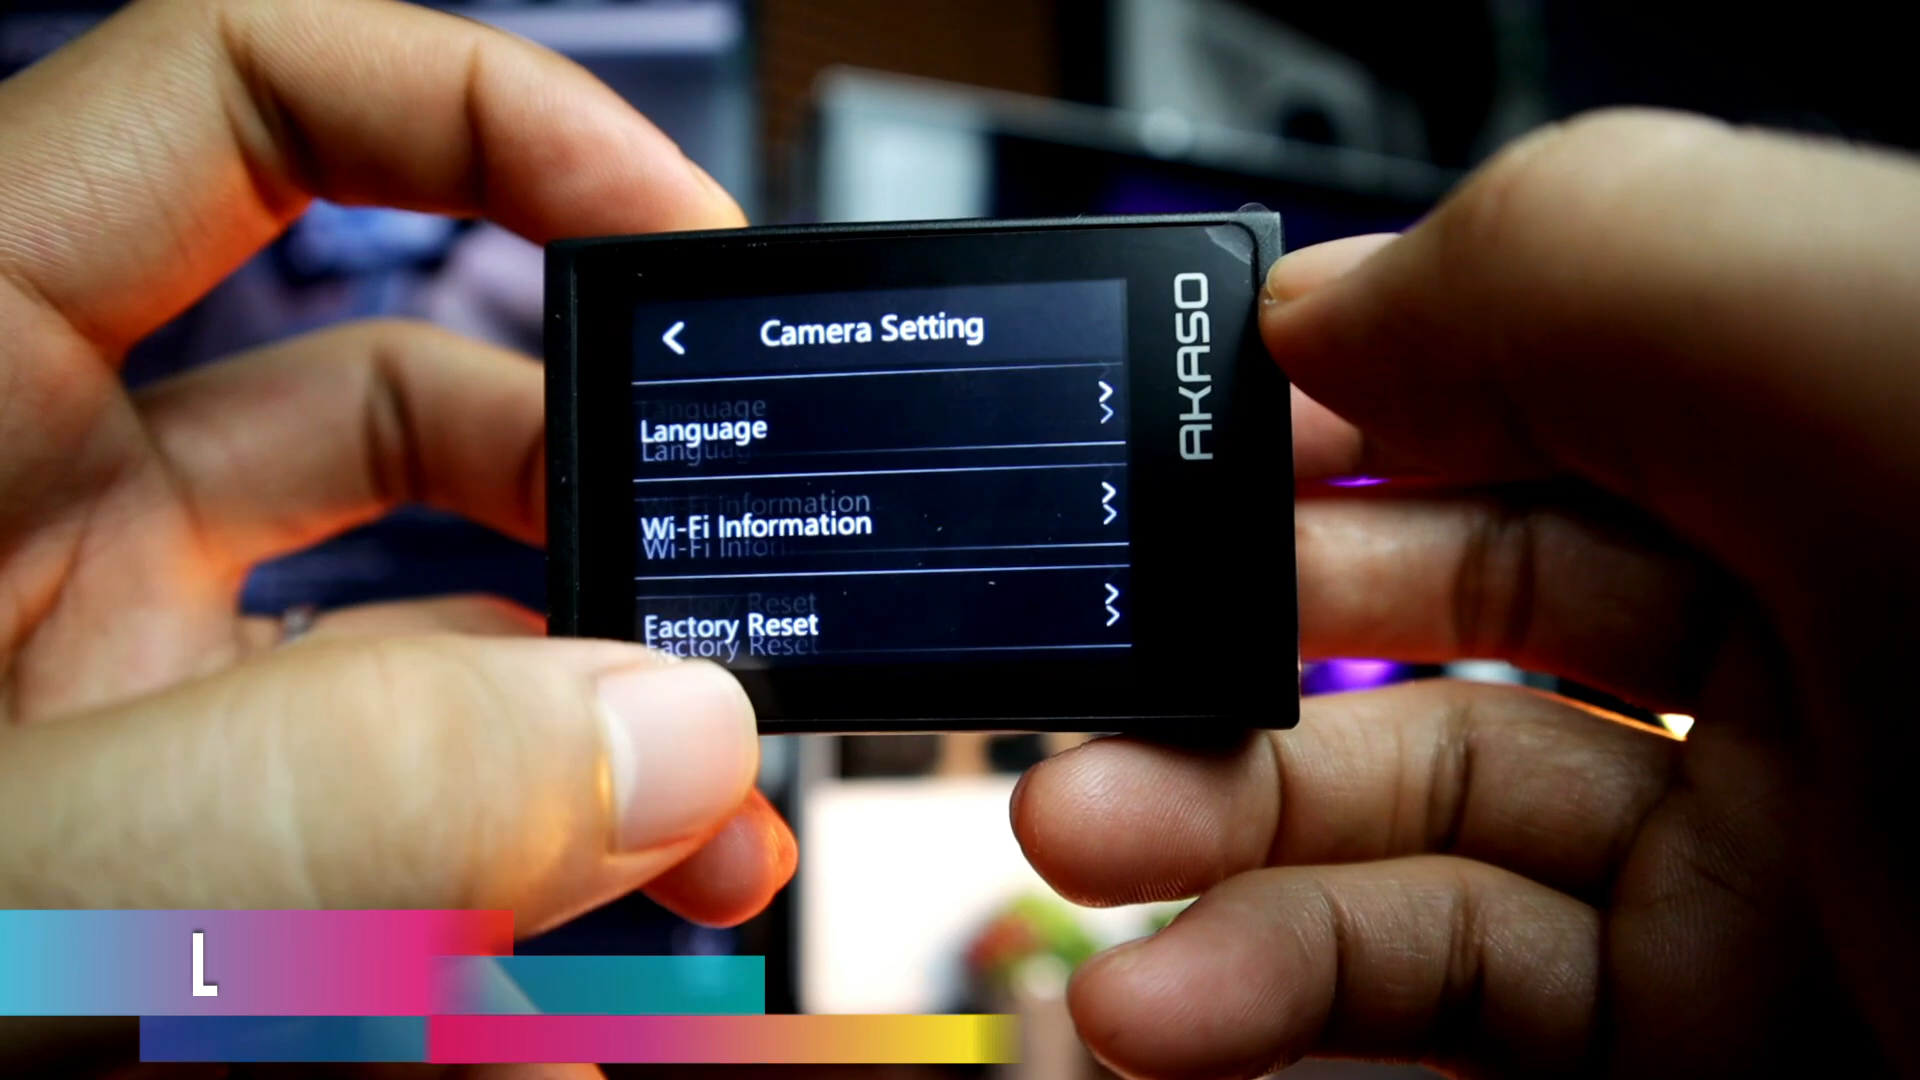 Camera Setting
Language
Wi-Fi Information
Factory Reset
AKASO
L